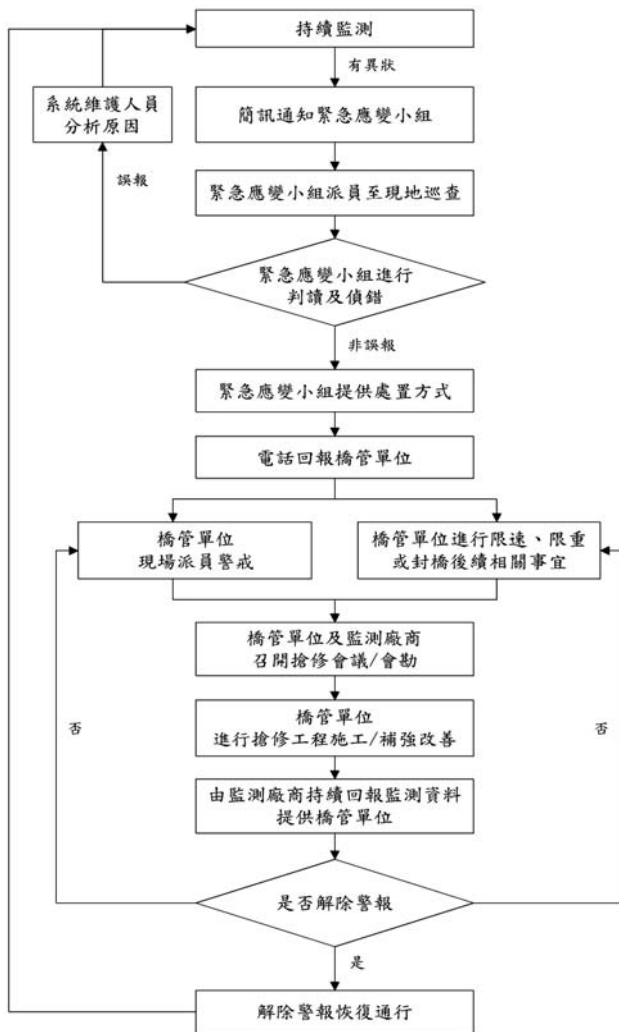 持續監測
有異狀
系統維護人員
分析原因
簡訊通知緊急應變小組
誤報
緊急應變小組派員至現地巡查
緊急應變小組進行
判讀及偵錯
非誤報
緊急應變小組提供處置方式
電話回報橋管單位
橋管單位
現場派員警戒
橋管單位進行限速、限重
或封橋後續相關事宜
橋管單位及監測廠商
召開搶修會議/會勘
否
否
橋管單位
進行搶修工程施工/補強改善
由監測廠商持續回報監測資料
提供橋管單位
是否解除警報
是
解除警報恢復通行